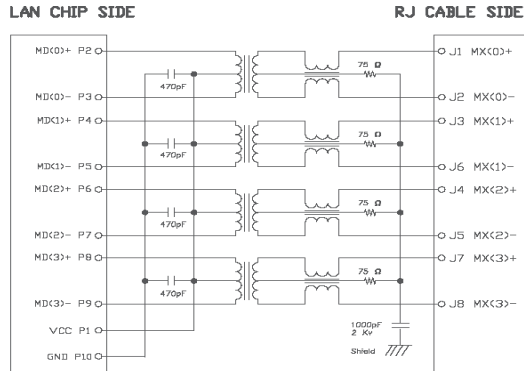 LAN CHIP SIDE RJ CABLE SIDE
MD(0)+ P2 J1 MX(0)+
75 Ω
470pF
MD(0)- P3 J2 MX(0)-
MD(1)+ P4 J3 MX(1)+
75 Ω
470pF
MD(1)- P5 J6 MX(1)-
MD(2)+ P6 J4 MX(2)+
75 Ω
470pF
MD(2)- P7 J5 MX(2)-
MD(3)+ P8 J7 MX(3)+
75 Ω
470pF
MD(3)- P9 J8 MX(3)-
VCC P1
1000pF
2 Kv
GND P10
Shield